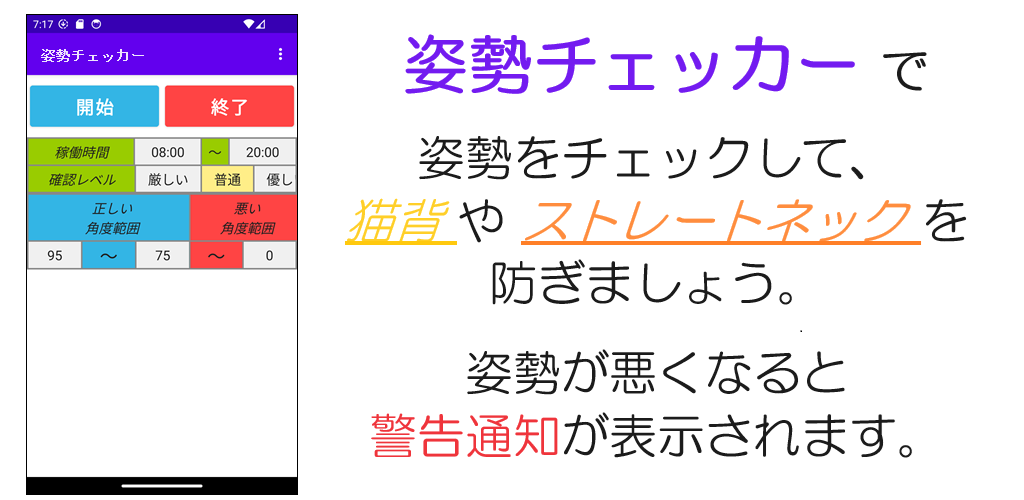 7:17
姿勢チェッカー
開始 終了
稼働時間 08:00 ～ 20:00
確認レベル 厳しい 普通 優し
正しい 悪い
角度範囲 角度範囲
95 ～ 75 ～ 0
姿勢チェッカー で
姿勢をチェックして、
猫背 や ストレートネック を
防ぎましょう。
姿勢が悪くなると
警告通知が表示されます。